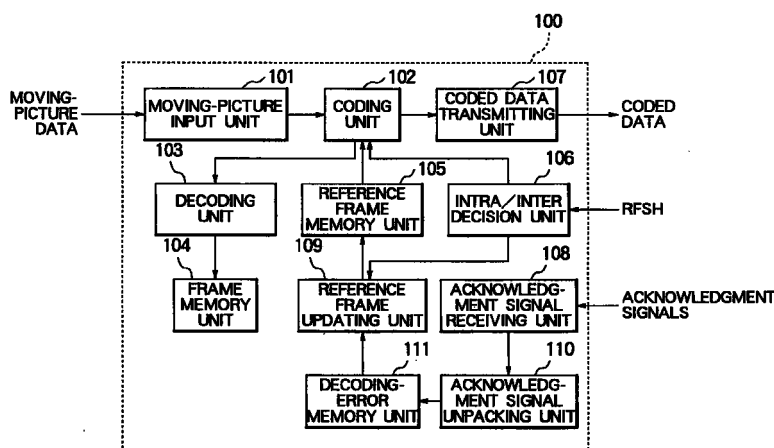 100
101
102
107
MOVING-
PICTURE
DATA
MOVING-PICTURE
INPUT UNIT
CODING
UNIT
CODED DATA
TRANSMITTING
UNIT
CODED
DATA
103
105
106
DECODING
UNIT
REFERENCE
FRAME
MEMORY UNIT
INTRA/INTER
DECISION UNIT
RFSH
104
109
108
FRAME
MEMORY
UNIT
REFERENCE
FRAME
UPDATING UNIT
ACKNOWLEDG-
MENT SIGNAL
RECEIVING UNIT
ACKNOWLEDGMENT
SIGNALS
111
110
DECODING-
ERROR
MEMORY UNIT
ACKNOWLEDG-
MENT SIGNAL
UNPACKING UNIT